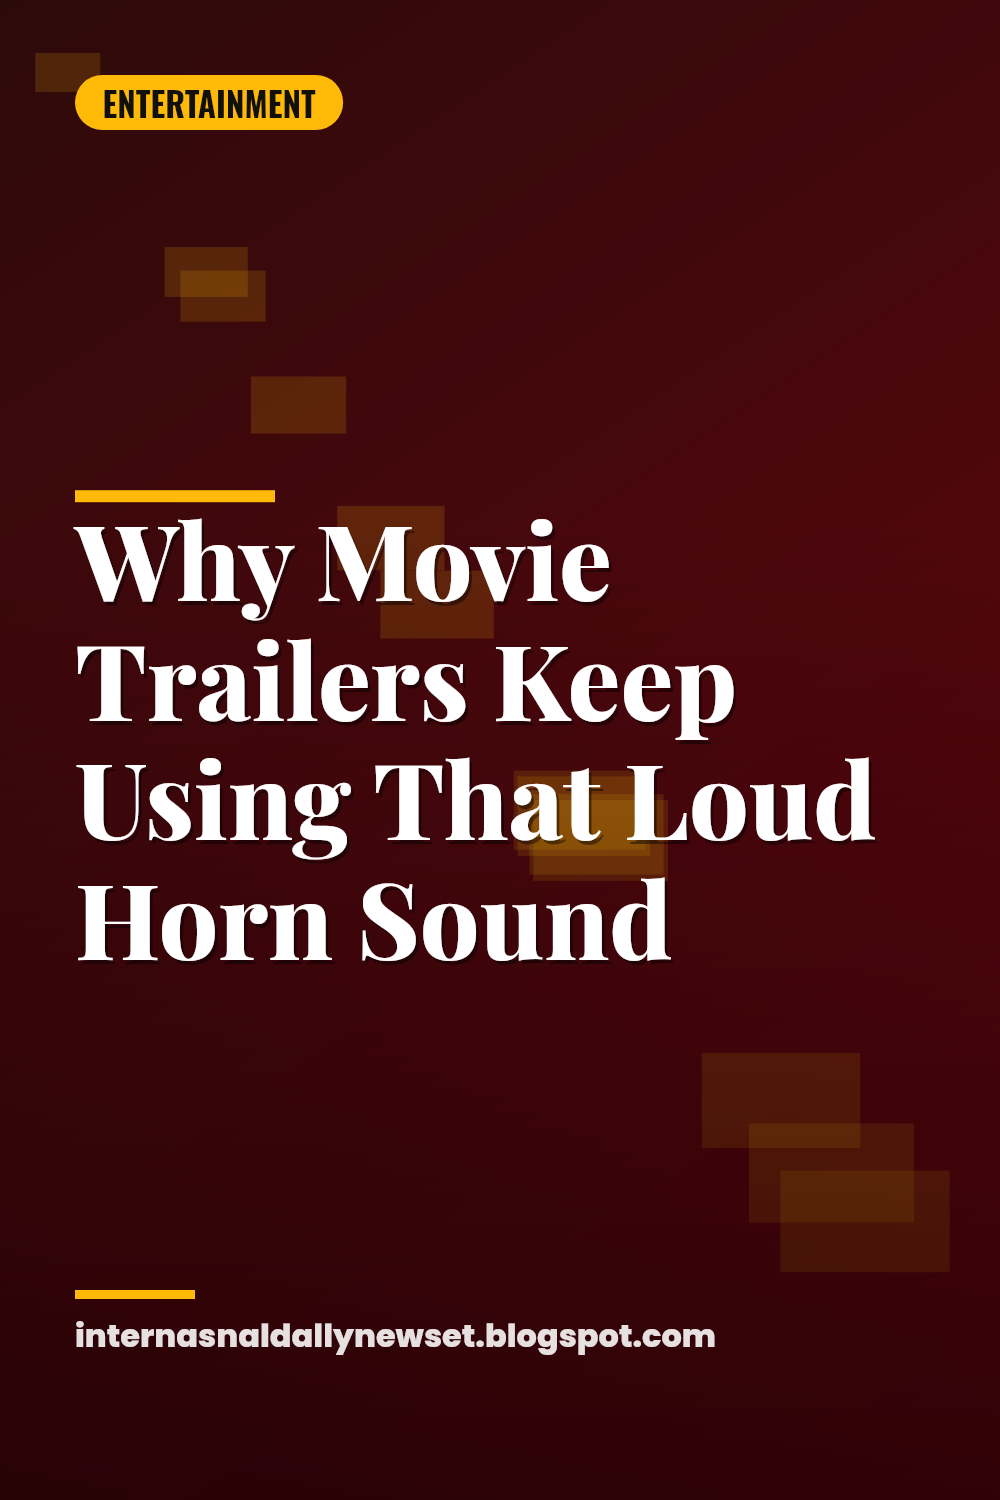 ENTERTAINMENT
Why Movie
Trailers Keep
Using That Loud
Horn Sound
internasnaldallynewset.blogspot.com